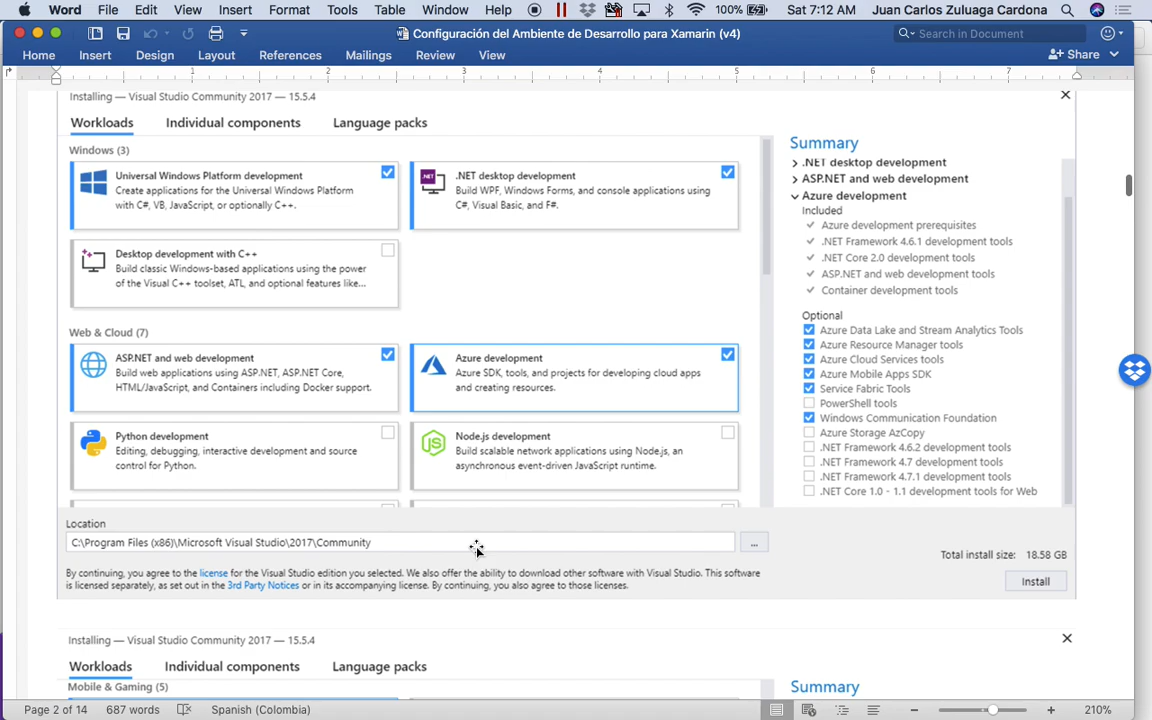 Word File Edit View Insert Format Tools Table Window Help 100% Sat 7:12 AM Juan Carlos Zuluaga Cardona
Configuración del Ambiente de Desarrollo para Xamarin (v4) Search in Document
Home Insert Design Layout References Mailings Review View Share
1 2 3 4 5 6 7
Installing — Visual Studio Community 2017 — 15.5.4
Workloads Individual components Language packs
Windows (3)
Universal Windows Platform development
Create applications for the Universal Windows Platform
with C#, VB, JavaScript, or optionally C++.
.NET desktop development
Build WPF, Windows Forms, and console applications using
C#, Visual Basic, and F#.
Desktop development with C++
Build classic Windows-based applications using the power
of the Visual C++ toolset, ATL, and optional features like...
Web & Cloud (7)
ASP.NET and web development
Build web applications using ASP.NET, ASP.NET Core,
HTML/JavaScript, and Containers including Docker support.
Azure development
Azure SDK, tools, and projects for developing cloud apps
and creating resources.
Python development
Editing, debugging, interactive development and source
control for Python.
Node.js development
Build scalable network applications using Node.js, an
asynchronous event-driven JavaScript runtime.
Summary
.NET desktop development
ASP.NET and web development
Azure development
Included
Azure development prerequisites
.NET Framework 4.6.1 development tools
.NET Core 2.0 development tools
ASP.NET and web development tools
Container development tools
Optional
Azure Data Lake and Stream Analytics Tools
Azure Resource Manager tools
Azure Cloud Services tools
Azure Mobile Apps SDK
Service Fabric Tools
PowerShell tools
Windows Communication Foundation
Azure Storage AzCopy
.NET Framework 4.6.2 development tools
.NET Framework 4.7 development tools
.NET Framework 4.7.1 development tools
.NET Core 1.0 - 1.1 development tools for Web
Location
C:\Program Files (x86)\Microsoft Visual Studio\2017\Community ...
Total install size: 18.58 GB
By continuing, you agree to the license for the Visual Studio edition you selected. We also offer the ability to download other software with Visual Studio. This software
is licensed separately, as set out in the 3rd Party Notices or in its accompanying license. By continuing, you also agree to those licenses.
Install
Installing — Visual Studio Community 2017 — 15.5.4
Workloads Individual components Language packs
Mobile & Gaming (5)
Summary
Page 2 of 14 687 words Spanish (Colombia) 210%